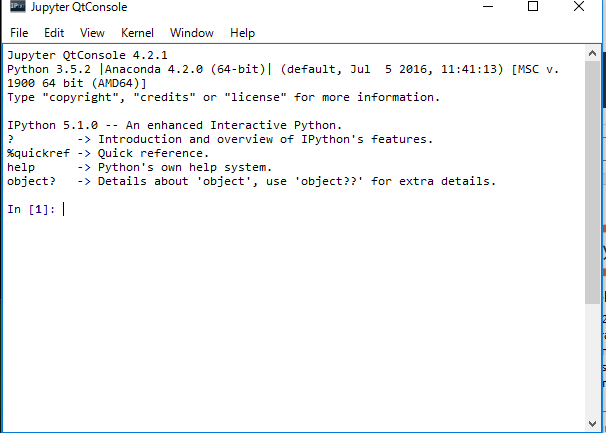 Jupyter QtConsole
File Edit View Kernel Window Help
Jupyter QtConsole 4.2.1
Python 3.5.2 |Anaconda 4.2.0 (64-bit)| (default, Jul  5 2016, 11:41:13) [MSC v.
1900 64 bit (AMD64)]
Type "copyright", "credits" or "license" for more information.
IPython 5.1.0 -- An enhanced Interactive Python.
?         -> Introduction and overview of IPython's features.
%quickref -> Quick reference.
help      -> Python's own help system.
object?   -> Details about 'object', use 'object??' for extra details.
In [1]: